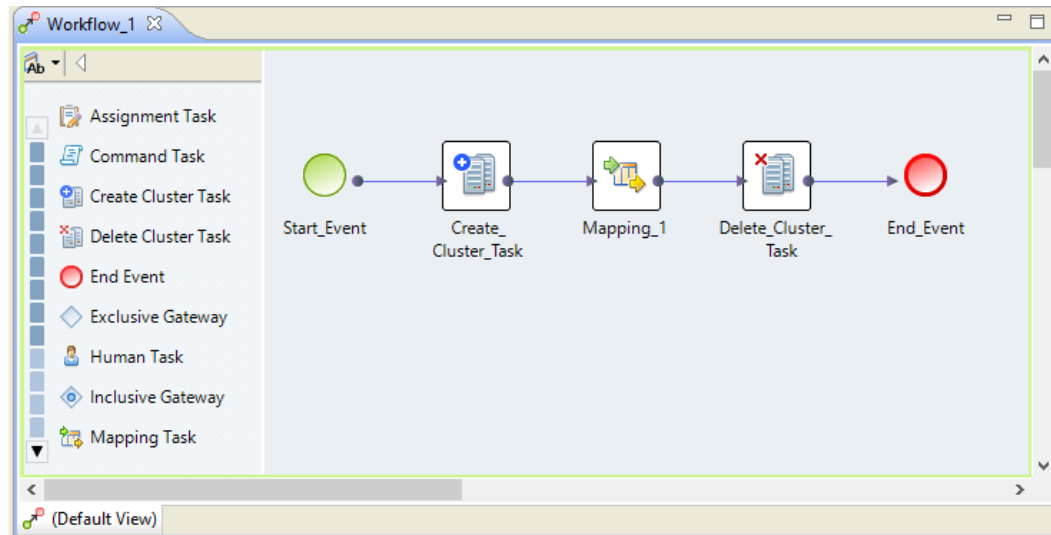 Workflow_1
Ab
Assignment Task
Command Task
Create Cluster Task
Delete Cluster Task
End Event
Exclusive Gateway
Human Task
Inclusive Gateway
Mapping Task
Start_Event
Create_
Cluster_Task
Mapping_1
Delete_Cluster_
Task
End_Event
(Default View)